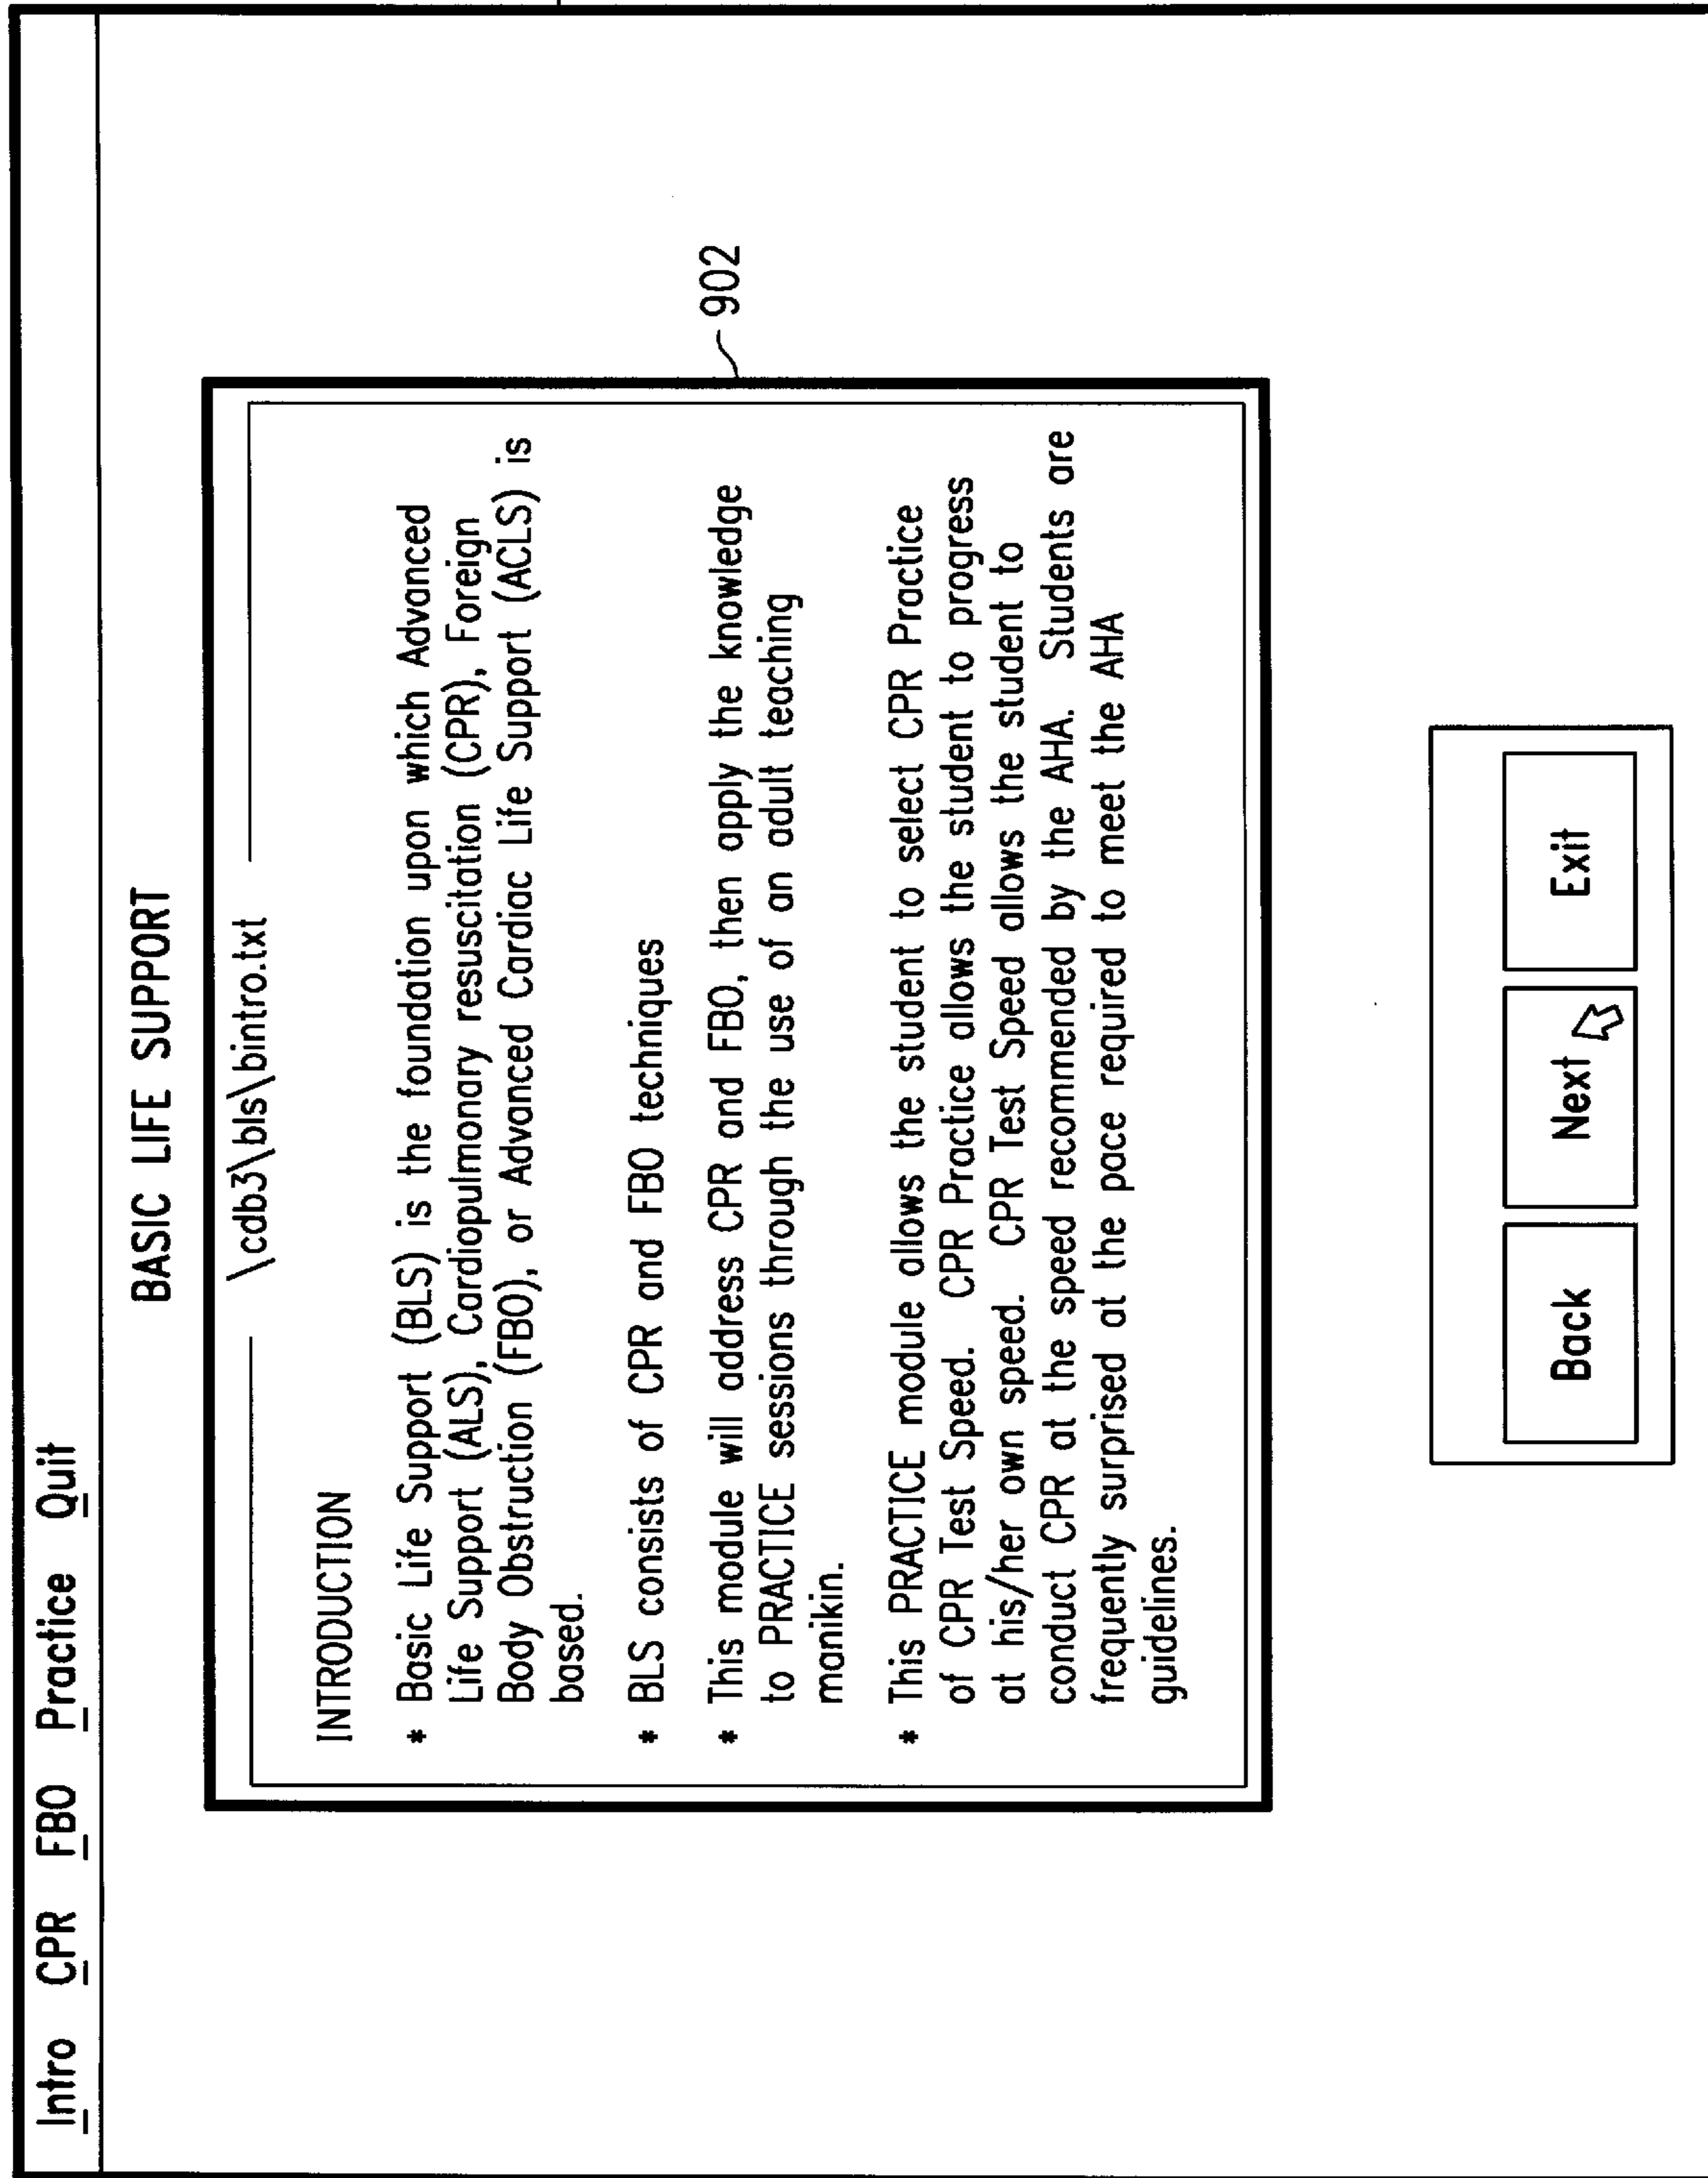 Intro CPR FBO Practice Quit
BASIC LIFE SUPPORT
\cdb3\bls\bintro.txt
INTRODUCTION
* Basic Life Support (BLS) is the foundation upon which Advanced
Life Support (ALS), Cardiopulmonary resuscitation (CPR), Foreign
Body Obstruction (FBO), or Advanced Cardiac Life Support (ACLS) is
based.
* BLS consists of CPR and FBO techniques
* This module will address CPR and FBO, then apply the knowledge
to PRACTICE sessions through the use of an adult teaching
manikin.
* This PRACTICE module allows the student to select CPR Practice
of CPR Test Speed. CPR Practice allows the student to progress
at his/her own speed. CPR Test Speed allows the student to
conduct CPR at the speed recommended by the AHA. Students are
frequently surprised at the pace required to meet the AHA
guidelines.
902
Back Next Exit